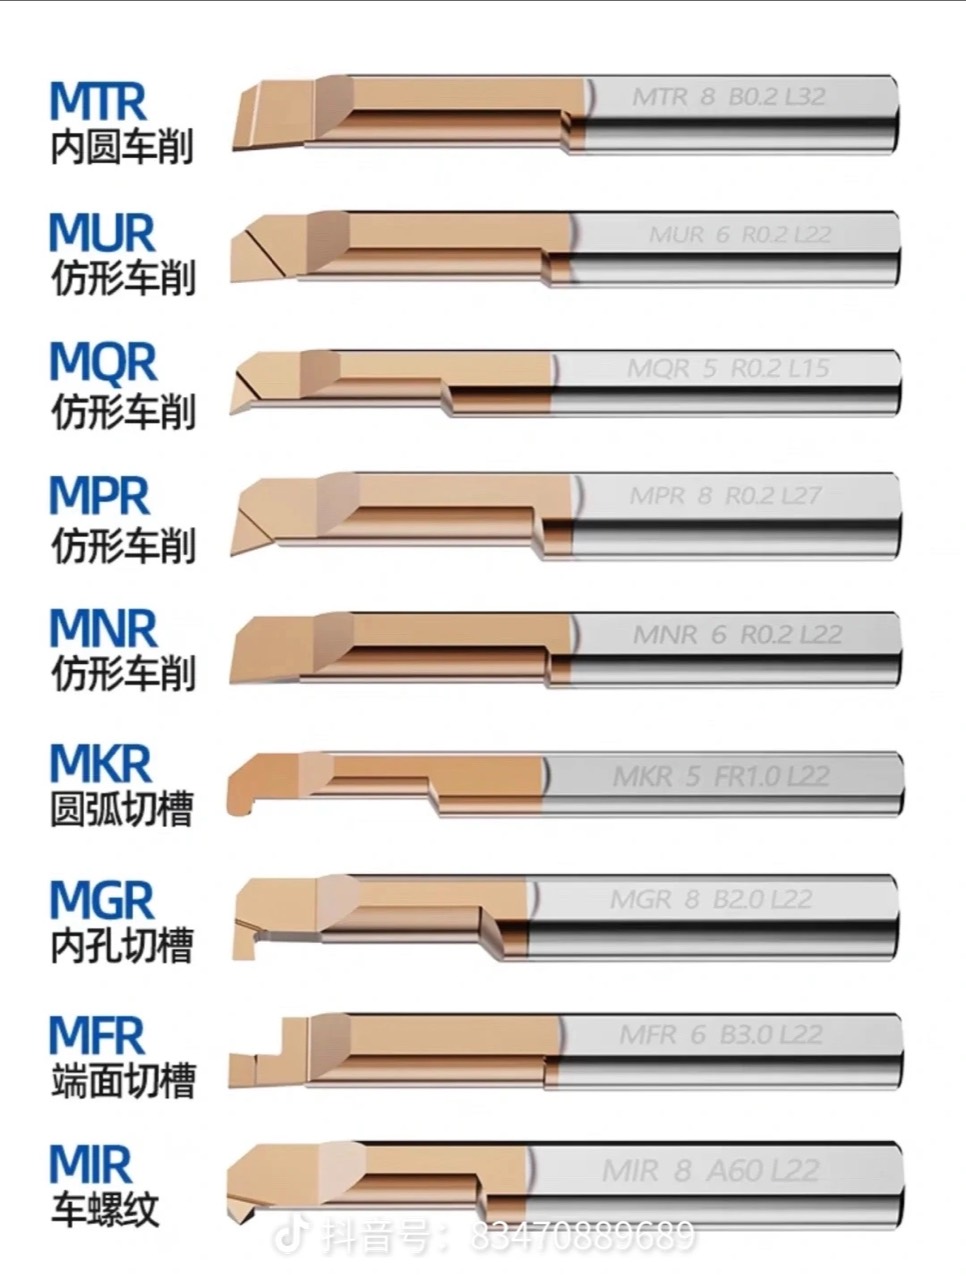 MTR
内圆车削
MTR 8 B0.2 L32
MUR
仿形车削
MUR 6 R0.2 L22
MQR
仿形车削
MQR 5 R0.2 L15
MPR
仿形车削
MPR 8 R0.2 L27
MNR
仿形车削
MNR 6 R0.2 L22
MKR
圆弧切槽
MKR 5 FR1.0 L22
MGR
内孔切槽
MGR 8 B2.0 L22
MFR
端面切槽
MFR 6 B3.0 L22
MIR
车螺纹
MIR 8 A60 L22
抖音号：83470889689